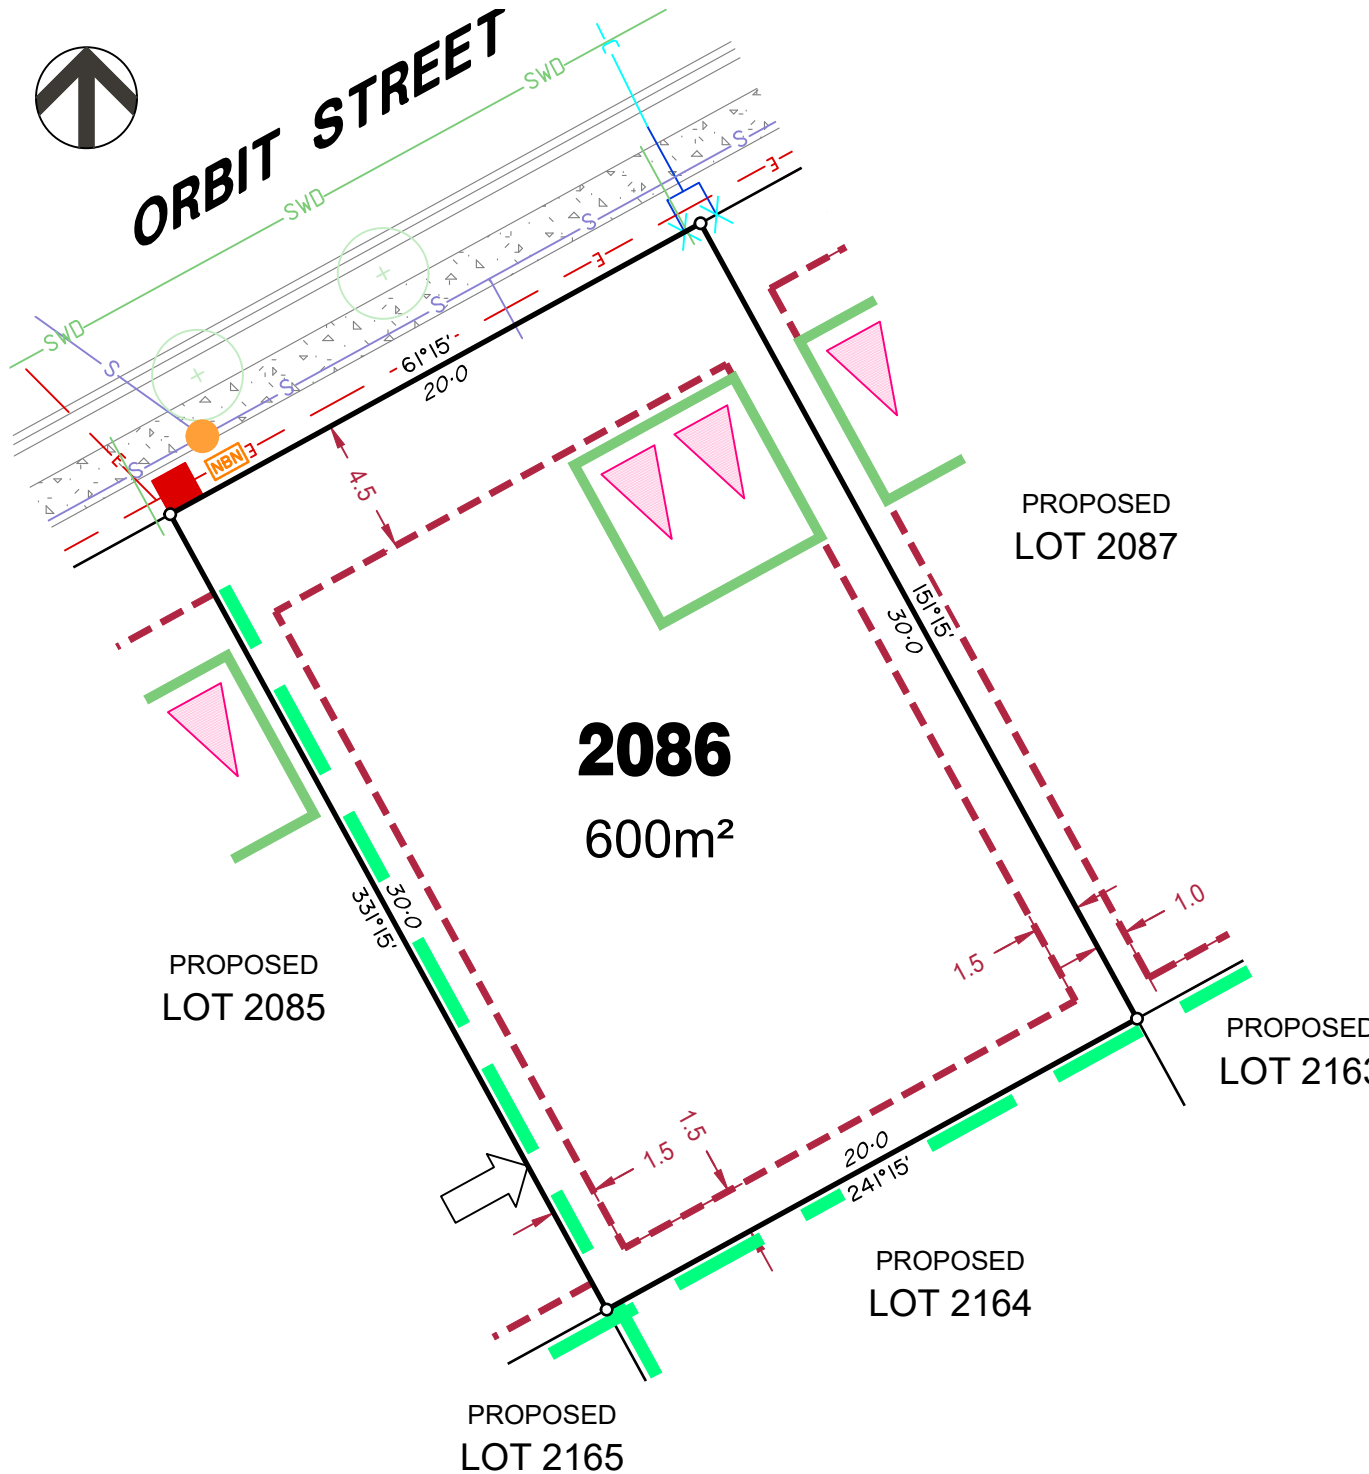 ORBIT STREET
SWD
SWD
SWD
S
S
S
S
S
S
E
E
E
E
NBN
61°15'
20·0
4.5
PROPOSED
LOT 2087
151°15'
30·0
2086
600m²
30·0
331°15'
PROPOSED
LOT 2085
1.0
1.5
PROPOSED
LOT 2163
1.5
1.5
20·0
241°15'
PROPOSED
LOT 2164
PROPOSED
LOT 2165